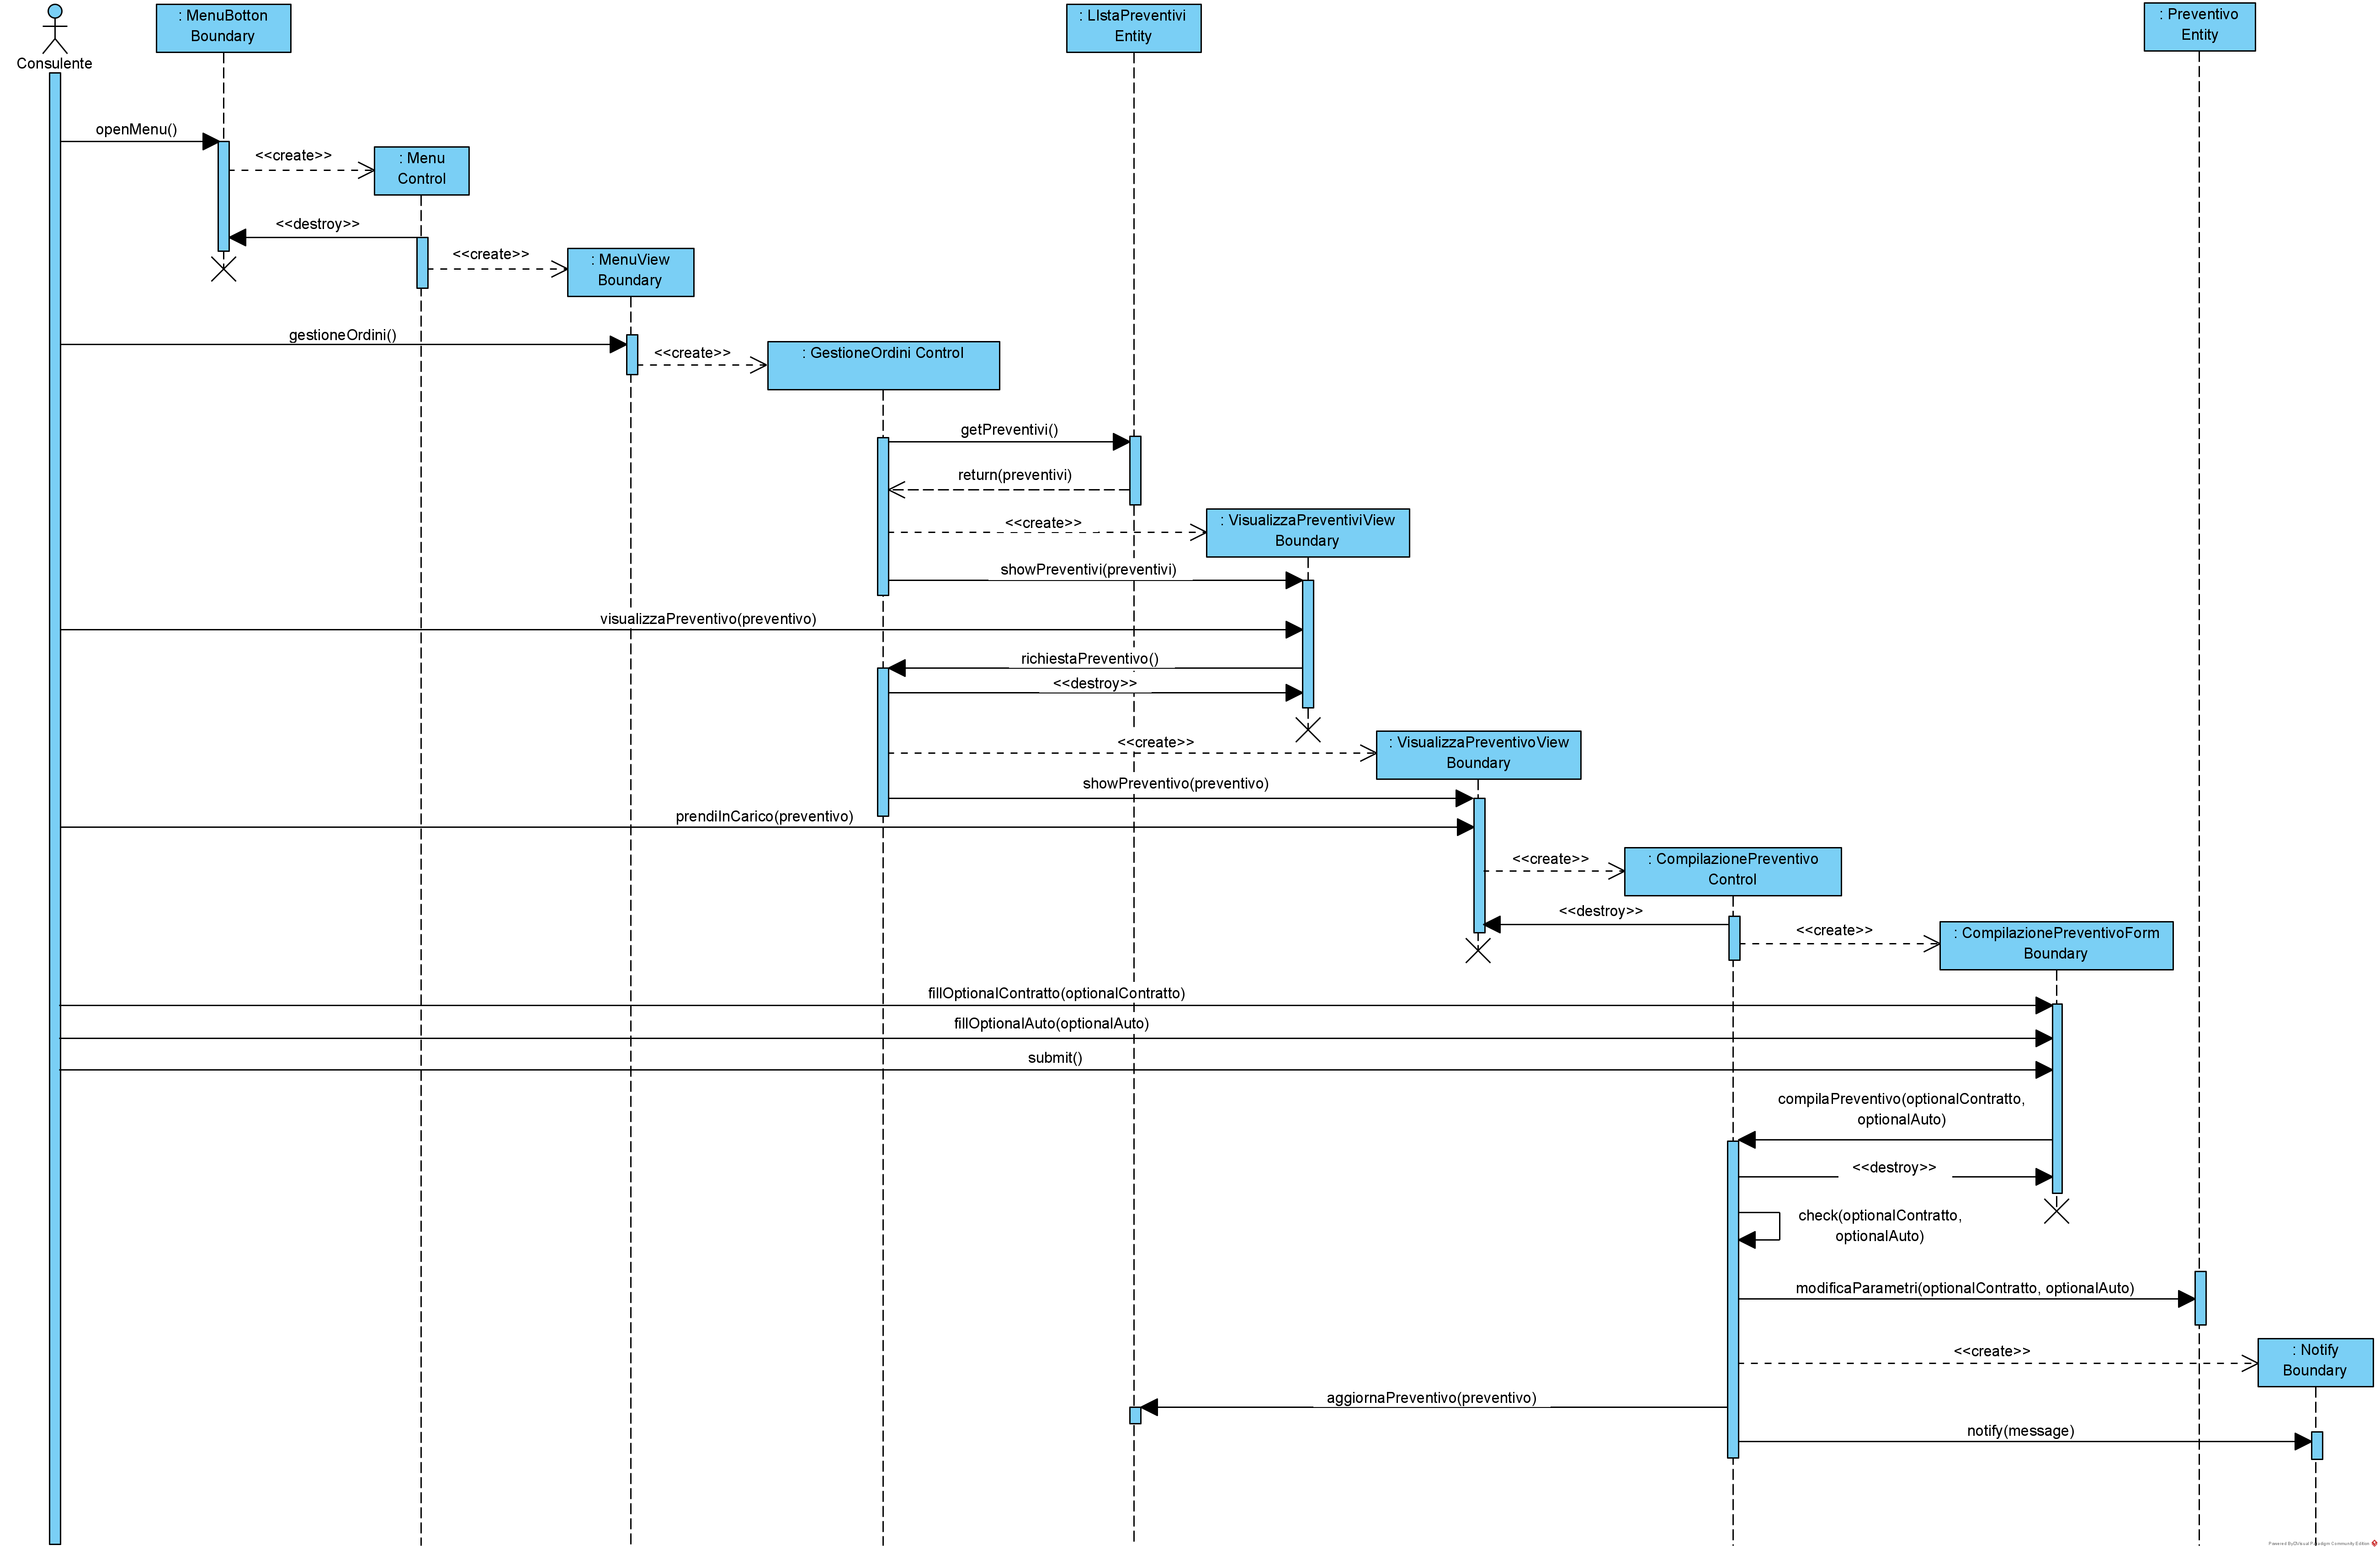 : MenuBotton
Boundary
: LIstaPreventivi
Entity
: Preventivo
Entity
Consulente
openMenu()
<<create>>
: Menu
Control
<<destroy>>
<<create>>
: MenuView
Boundary
gestioneOrdini()
<<create>>
: GestioneOrdini Control
getPreventivi()
return(preventivi)
<<create>>
: VisualizzaPreventiviView
Boundary
showPreventivi(preventivi)
visualizzaPreventivo(preventivo)
richiestaPreventivo()
<<destroy>>
<<create>>
: VisualizzaPreventivoView
Boundary
showPreventivo(preventivo)
prendiInCarico(preventivo)
<<create>>
: CompilazionePreventivo
Control
<<destroy>>
<<create>>
: CompilazionePreventivoForm
Boundary
fillOptionalContratto(optionalContratto)
fillOptionalAuto(optionalAuto)
submit()
compilaPreventivo(optionalContratto,
optionalAuto)
<<destroy>>
check(optionalContratto,
optionalAuto)
modificaParametri(optionalContratto, optionalAuto)
<<create>>
: Notify
Boundary
aggiornaPreventivo(preventivo)
notify(message)
Powered By Visual Paradigm Community Edition